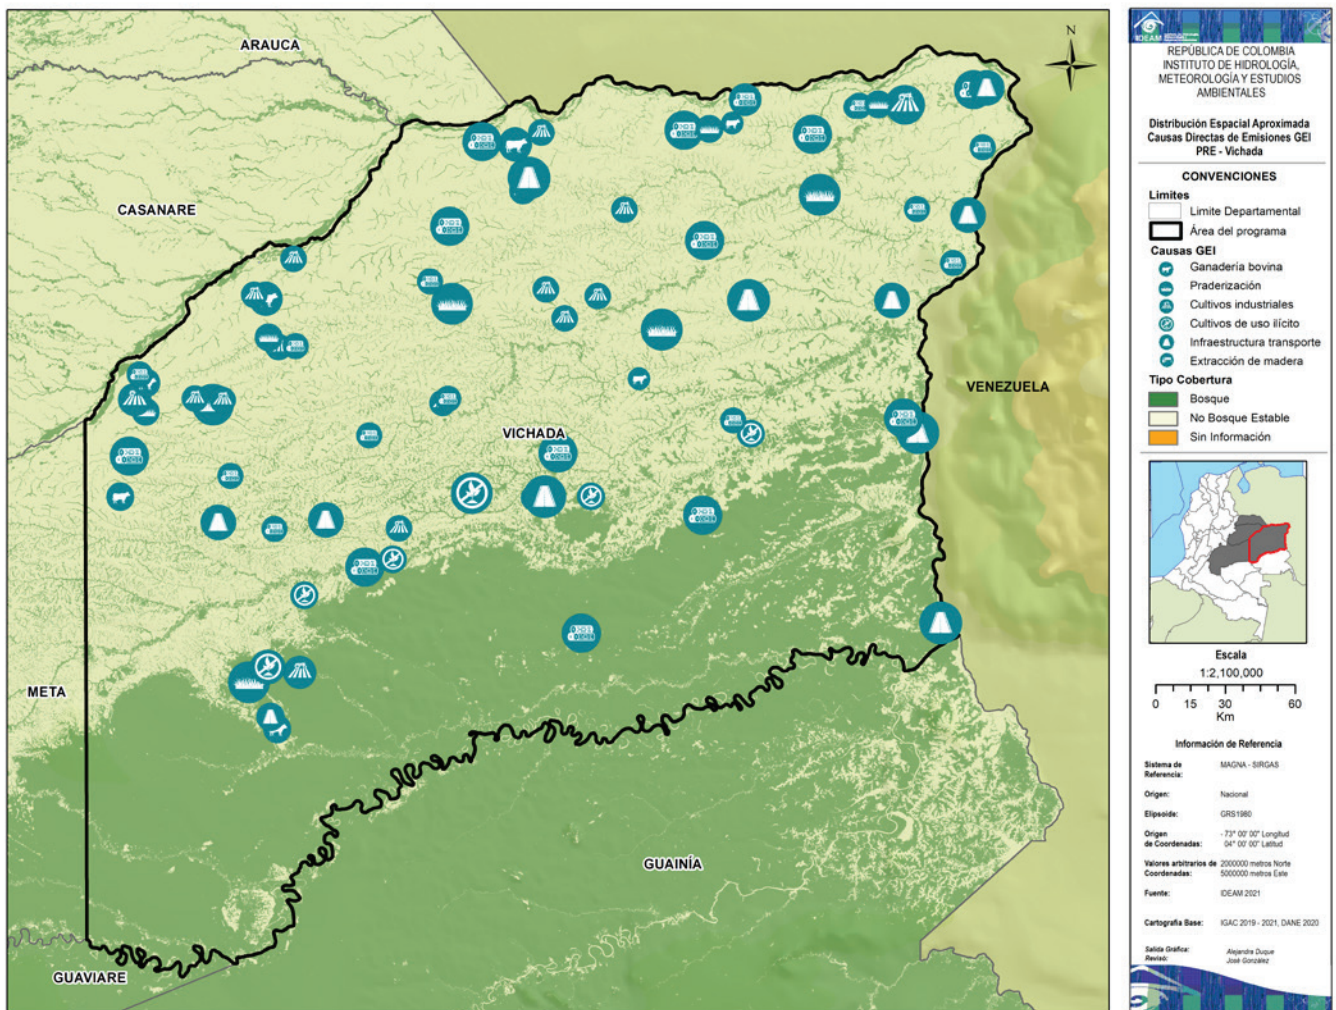 ARAUCA
CASANARE
VICHADA
VENEZUELA
META
GUAINÍA
GUAVIARE
N
IDEAM
REPÚBLICA DE COLOMBIA
INSTITUTO DE HIDROLOGÍA,
METEOROLOGÍA Y ESTUDIOS
AMBIENTALES
Distribución Espacial Aproximada
Causas Directas de Emisiones GEI
PRE - Vichada
CONVENCIONES
Limites
Limite Departamental
Área del programa
Causas GEI
Ganadería bovina
Praderización
Cultivos industriales
Cultivos de uso ilícito
Infraestructura transporte
Extracción de madera
Tipo Cobertura
Bosque
No Bosque Estable
Sin Información
Escala
1:2,100,000
0 15 30 60
Km
Información de Referencia
Sistema de Referencia: MAGNA - SIRGAS
Origen: Nacional
Elipsoide: GRS1980
Origen de Coordenadas: - 73° 00' 00" Longitud
04° 00' 00" Latitud
Valores arbitrarios de 2000000 metros Norte
Coordenadas: 5000000 metros Este
Fuente: IDEAM 2021
Cartografía Base: IGAC 2019 - 2021, DANE 2020
Salida Gráfica: Alejandra Duque
Revisó: José González